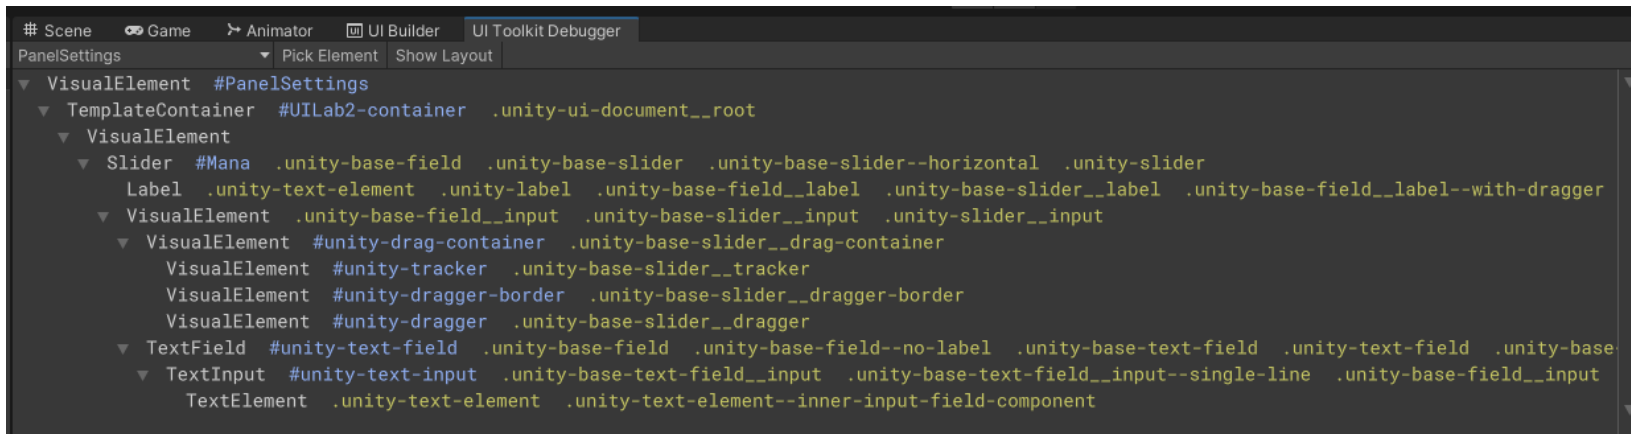 Scene Game Animator UI Builder UI Toolkit Debugger
PanelSettings Pick Element Show Layout
VisualElement #PanelSettings
TemplateContainer #UILab2-container .unity-ui-document__root
VisualElement
Slider #Mana .unity-base-field .unity-base-slider .unity-base-slider--horizontal .unity-slider
Label .unity-text-element .unity-label .unity-base-field__label .unity-base-slider__label .unity-base-field__label--with-dragger
VisualElement .unity-base-field__input .unity-base-slider__input .unity-slider__input
VisualElement #unity-drag-container .unity-base-slider__drag-container
VisualElement #unity-tracker .unity-base-slider__tracker
VisualElement #unity-dragger-border .unity-base-slider__dragger-border
VisualElement #unity-dragger .unity-base-slider__dragger
TextField #unity-text-field .unity-base-field .unity-base-field--no-label .unity-base-text-field .unity-text-field .unity-base-
TextInput #unity-text-input .unity-base-text-field__input .unity-base-text-field__input--single-line .unity-base-field__input
TextElement .unity-text-element .unity-text-element--inner-input-field-component